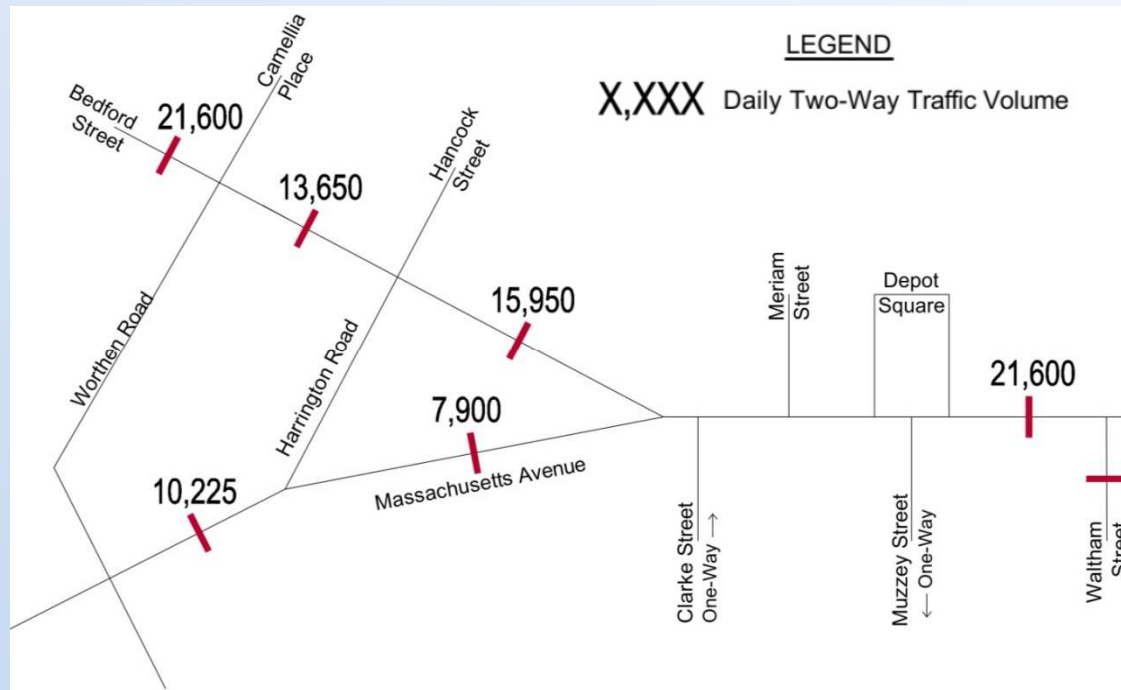 LEGEND
X,XXX Daily Two-Way Traffic Volume
Bedford
Street
21,600
Camellia
Place
13,650
Hancock
Street
15,950
Worthen Road
Harrington Road
7,900
Massachusetts Avenue
10,225
Meriam
Street
Depot
Square
21,600
Clarke Street
One-Way →
Muzzey Street
← One-Way
Waltham
Street